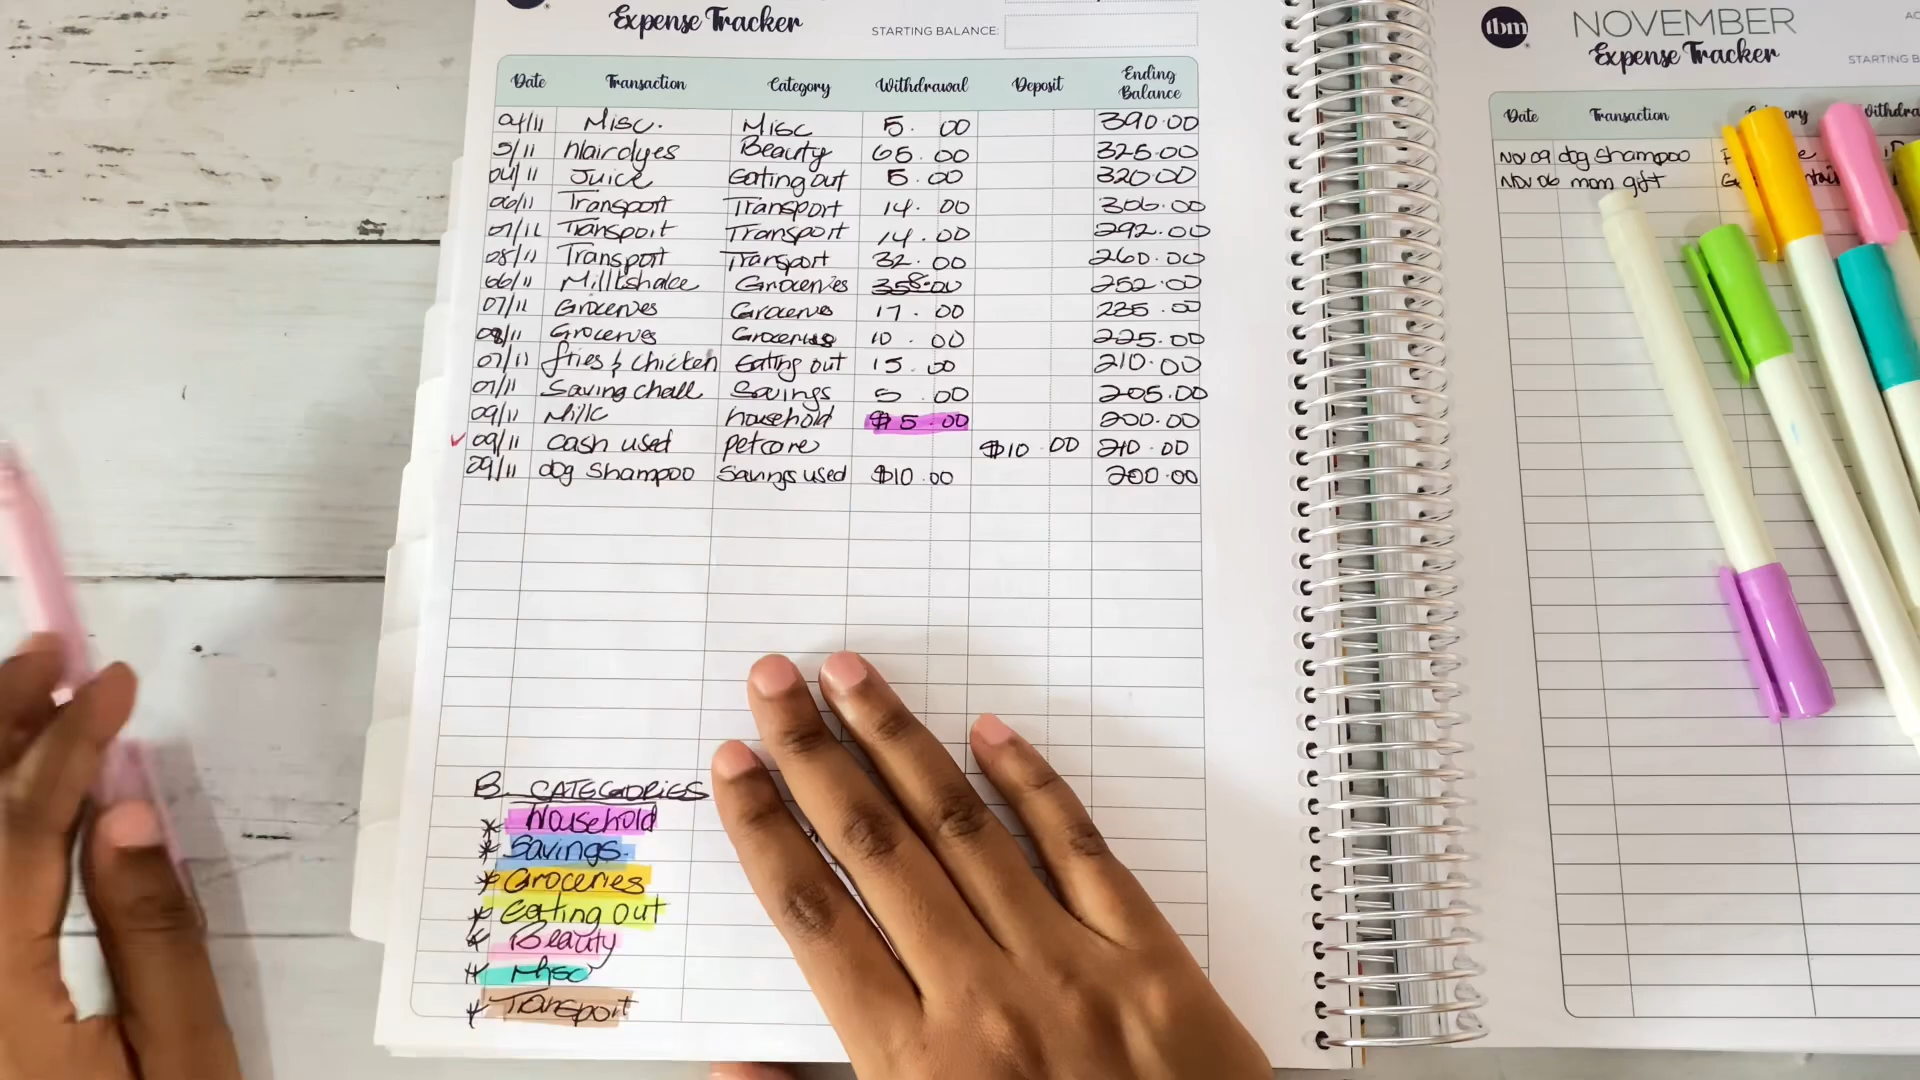 Expense Tracker
STARTING BALANCE:
Date Transaction Category Withdrawal Deposit Ending Balance
04/11 Misc. Misc 5.00 390.00
5/11 Hairdyes Beauty 65.00 325.00
04/11 Juice Eating out 5.00 320.00
06/11 Transport Transport 14.00 306.00
07/11 Transport Transport 14.00 292.00
08/11 Transport Transport 32.00 260.00
06/11 Milkshake Groceries 252.00
07/11 Groceries Groceries 17.00 235.00
08/11 Groceries Groceries 10.00 225.00
07/11 fries & chicken Eating out 15.00 210.00
07/11 Saving chall Savings 5.00 205.00
09/11 Milk household $5.00 200.00
09/11 cash used petcare $10.00 210.00
09/11 dog shampoo Savings used $10.00 200.00
B. CATEGORIES
* Household
* Savings.
* Groceries
* Eating out
* Beauty
* Misc
* Transport
tbm NOVEMBER
Expense Tracker
STARTING B
Date Transaction
Nov 09 dog shampoo
Nov 06 mom gift